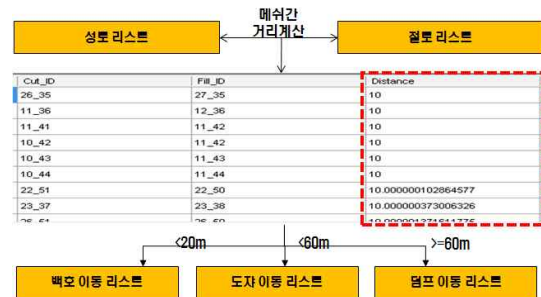 메쉬간
거리계산
성토 리스트
절토 리스트
Cut_ID Fill_ID Distance
26_35 27_35 10
11_36 12_36 10
11_41 11_42 10
10_42 11_42 10
10_43 11_43 10
10_44 11_44 10
22_51 22_50 10.000000102864577
23_37 23_38 10.000000373006326
<20m <60m >=60m
백호 이동 리스트
도쟈 이동 리스트
덤프 이동 리스트